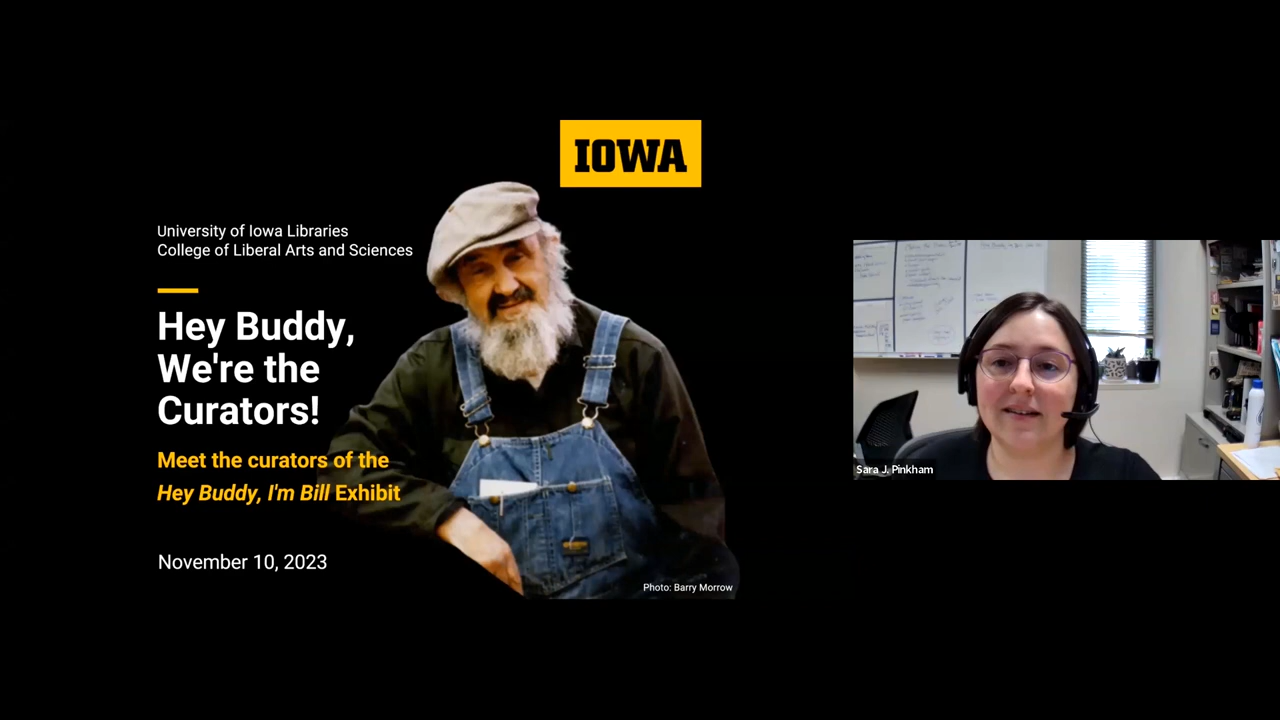 IOWA
University of Iowa Libraries
College of Liberal Arts and Sciences
Hey Buddy,
We're the
Curators!
Meet the curators of the
Hey Buddy, I'm Bill Exhibit
November 10, 2023
Photo: Barry Morrow
Sara J. Pinkham